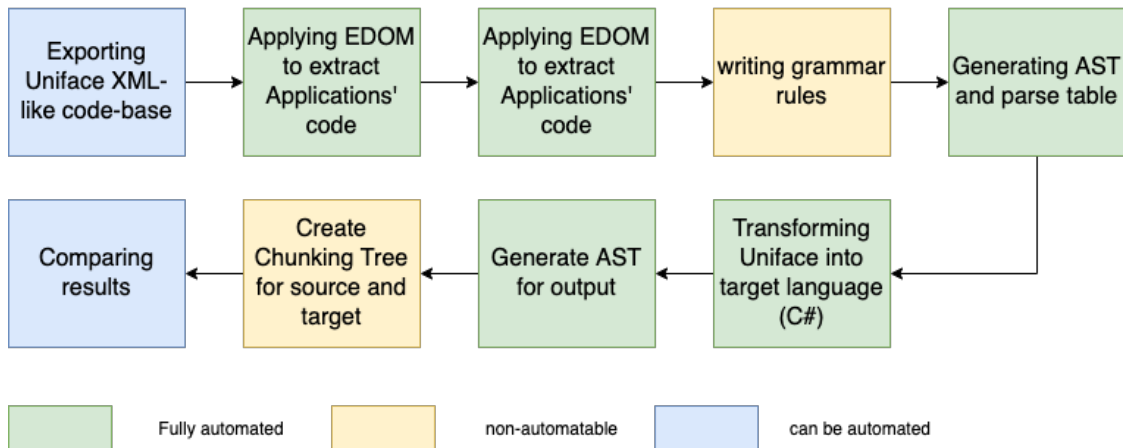 Exporting
Uniface XML-
like code-base
Applying EDOM
to extract
Applications'
code
Applying EDOM
to extract
Applications'
code
writing grammar
rules
Generating AST
and parse table
Comparing
results
Create
Chunking Tree
for source and
target
Generate AST
for output
Transforming
Uniface into
target language
(C#)
Fully automated
non-automatable
can be automated